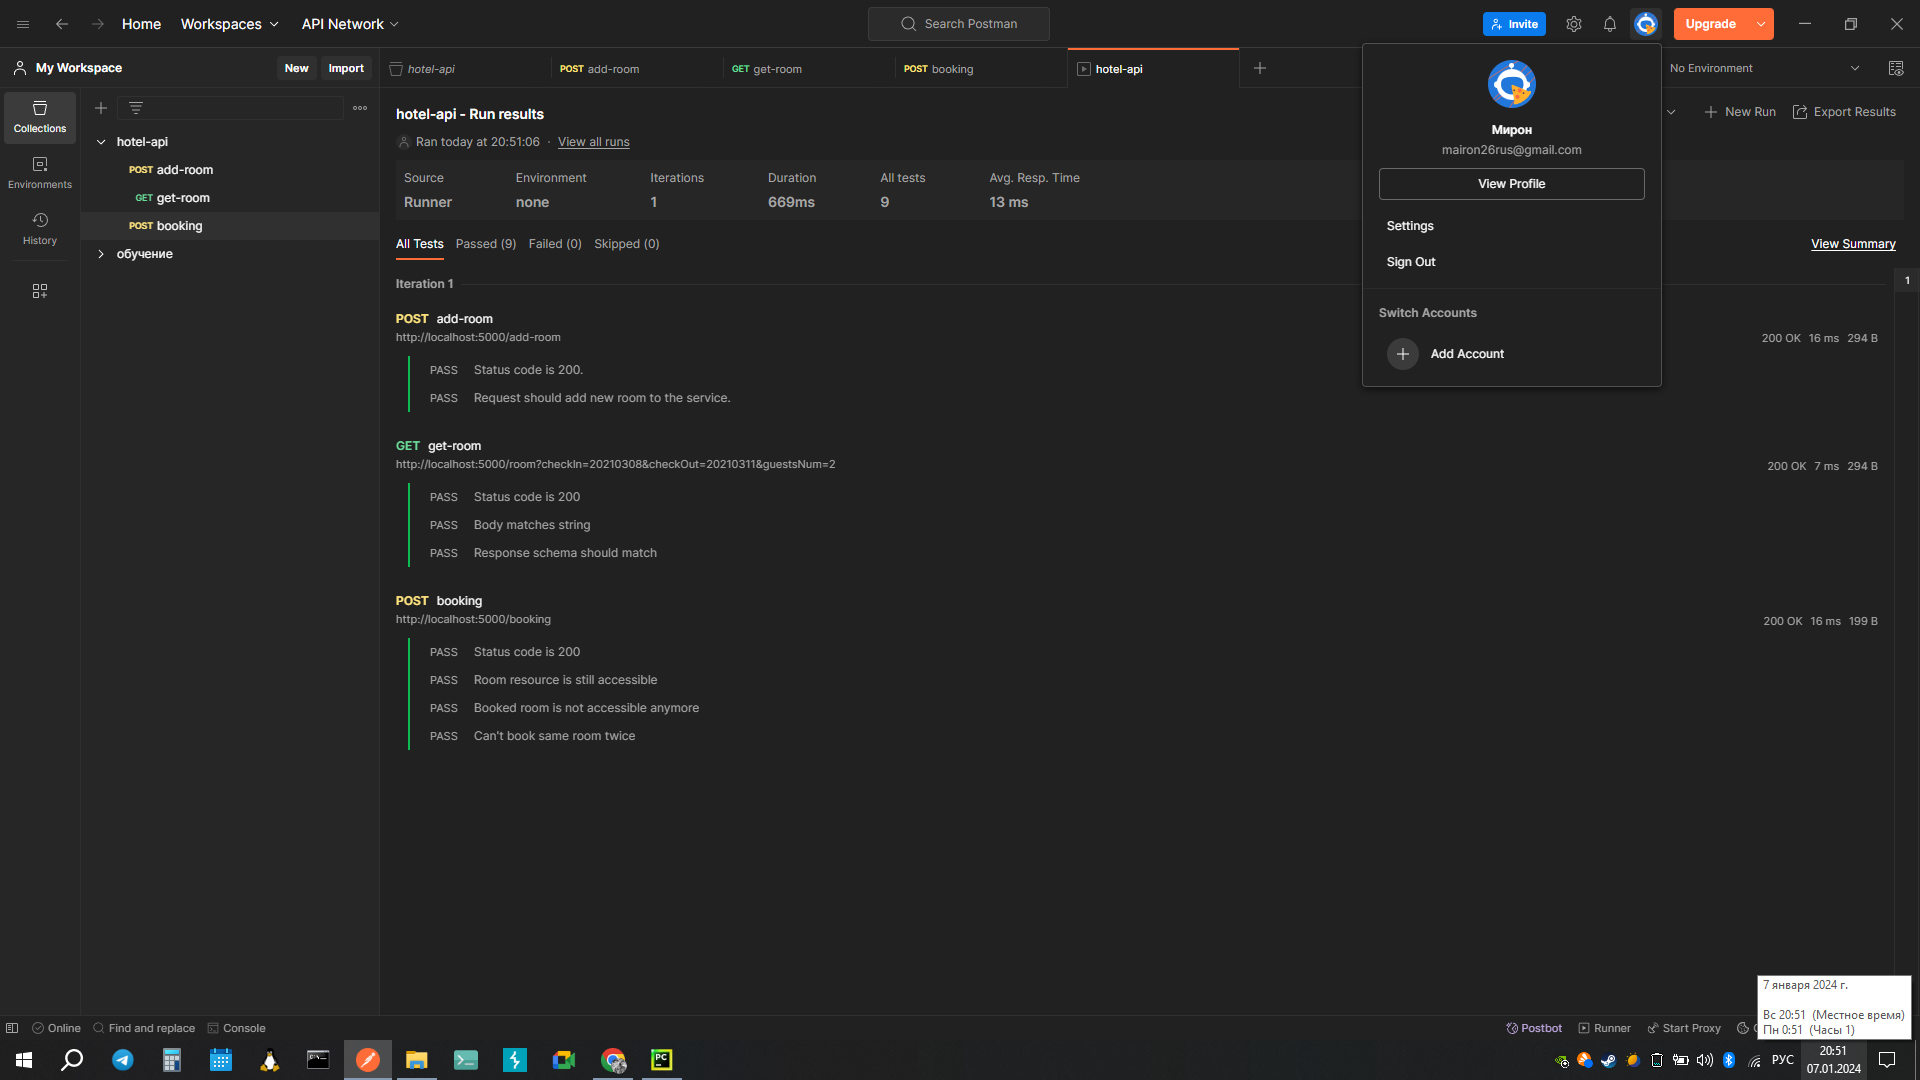 Home
Workspaces
API Network
Search Postman
Invite
Upgrade
My Workspace
New
Import
hotel-api
POST add-room
GET get-room
POST booking
hotel-api
No Environment
Collections
Environments
History
hotel-api
POST add-room
GET get-room
POST booking
обучение
hotel-api - Run results
Ran today at 20:51:06 · View all runs
New Run
Export Results
Source
Environment
Iterations
Duration
All tests
Avg. Resp. Time
Runner
none
1
669ms
9
13 ms
All Tests
Passed (9)
Failed (0)
Skipped (0)
View Summary
Iteration 1
1
POST add-room
http://localhost:5000/add-room
200 OK 16 ms 294 B
PASS Status code is 200.
PASS Request should add new room to the service.
GET get-room
http://localhost:5000/room?checkIn=20210308&checkOut=20210311&guestsNum=2
200 OK 7 ms 294 B
PASS Status code is 200
PASS Body matches string
PASS Response schema should match
POST booking
http://localhost:5000/booking
200 OK 16 ms 199 B
PASS Status code is 200
PASS Room resource is still accessible
PASS Booked room is not accessible anymore
PASS Can't book same room twice
Мирон
mairon26rus@gmail.com
View Profile
Settings
Sign Out
Switch Accounts
Add Account
Online
Find and replace
Console
Postbot
Runner
Start Proxy
7 января 2024 г.
Вс 20:51 (Местное время)
Пн 0:51 (Часы 1)
PC
РУС
20:51
07.01.2024